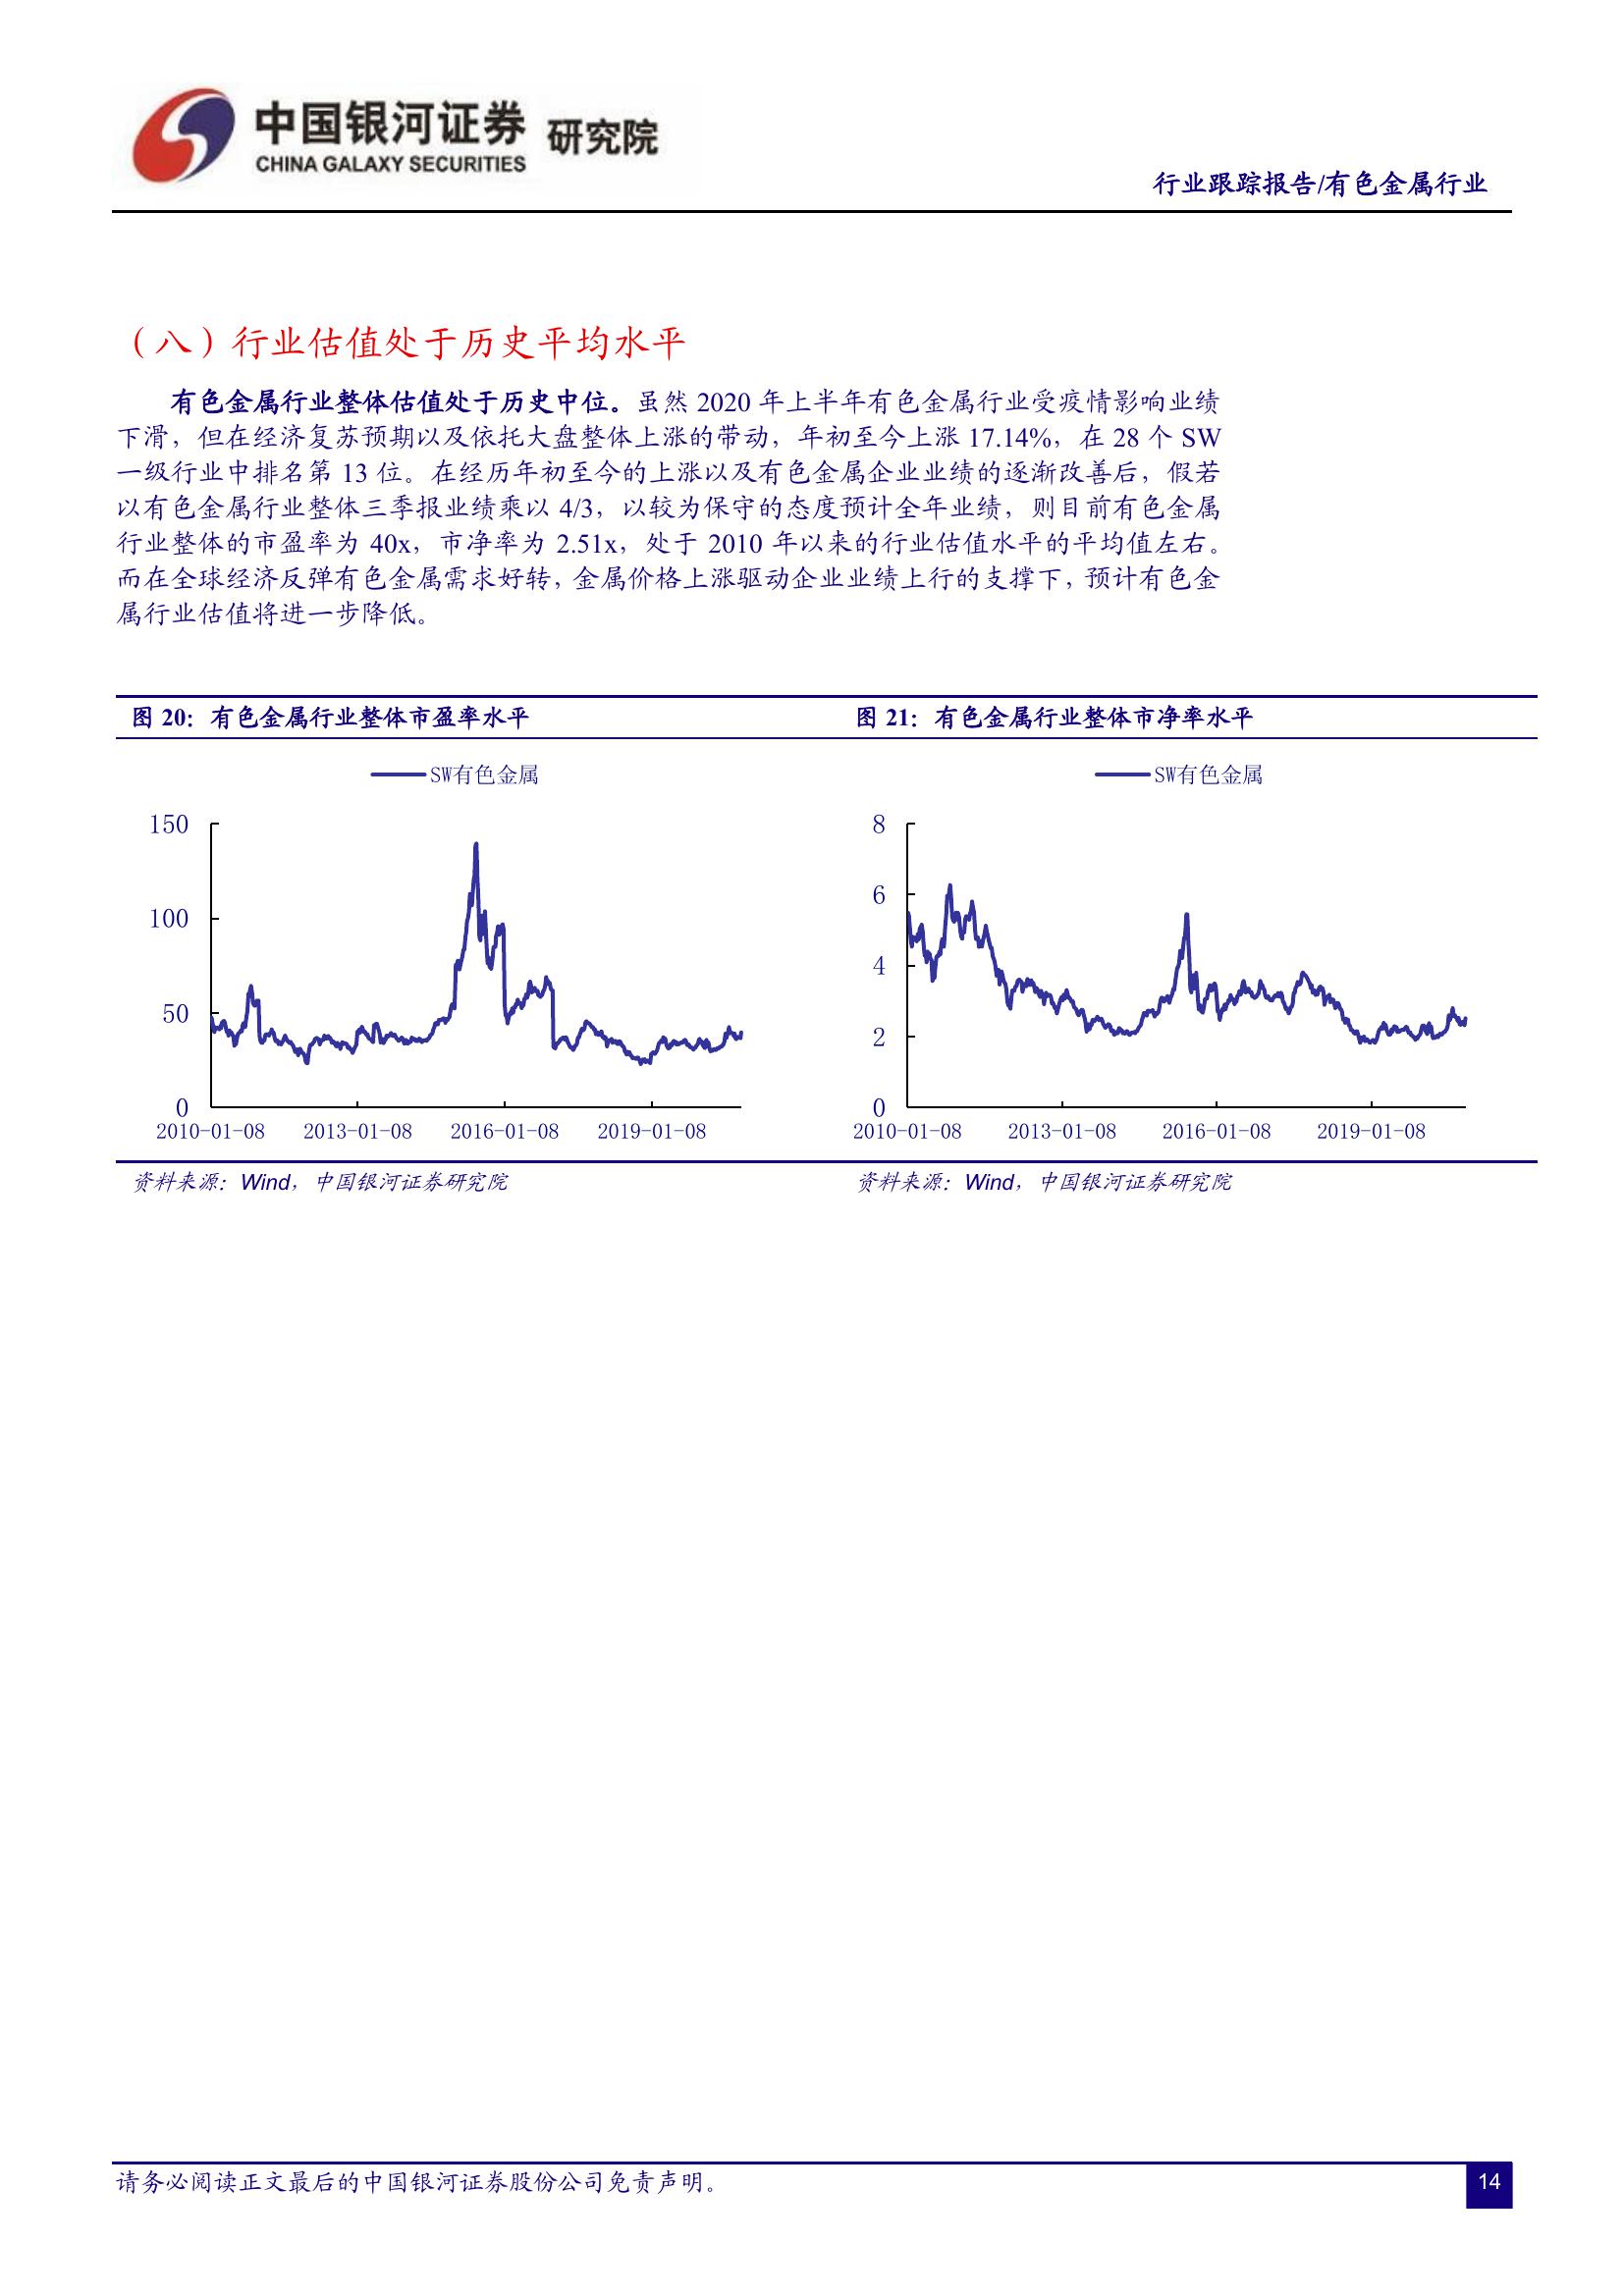 中国银河证券 研究院
CHINA GALAXY SECURITIES
行业跟踪报告/有色金属行业
（八）行业估值处于历史平均水平
有色金属行业整体估值处于历史中位。虽然 2020 年上半年有色金属行业受疫情影响业绩
下滑，但在经济复苏预期以及依托大盘整体上涨的带动，年初至今上涨 17.14%，在 28 个 SW
一级行业中排名第 13 位。在经历年初至今的上涨以及有色金属企业业绩的逐渐改善后，假若
以有色金属行业整体三季报业绩乘以 4/3，以较为保守的态度预计全年业绩，则目前有色金属
行业整体的市盈率为 40x，市净率为 2.51x，处于 2010 年以来的行业估值水平的平均值左右。
而在全球经济反弹有色金属需求好转，金属价格上涨驱动企业业绩上行的支撑下，预计有色金
属行业估值将进一步降低。
图 20：有色金属行业整体市盈率水平
SW有色金属
150
100
50
0
2010-01-08 2013-01-08 2016-01-08 2019-01-08
资料来源：Wind，中国银河证券研究院
图 21：有色金属行业整体市净率水平
SW有色金属
8
6
4
2
0
2010-01-08 2013-01-08 2016-01-08 2019-01-08
资料来源：Wind，中国银河证券研究院
请务必阅读正文最后的中国银河证券股份公司免责声明。
14